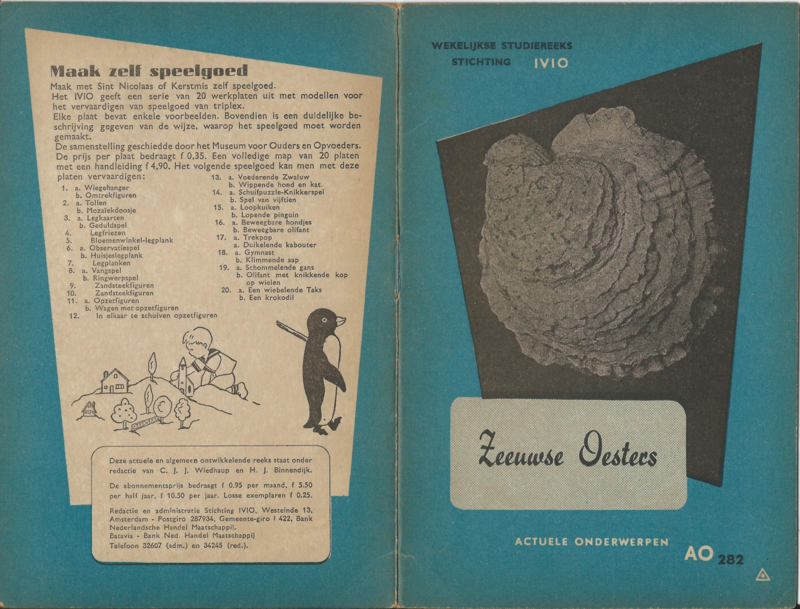 Maak zelf speelgoed
Maak met Sint Nicolaas of Kerstmis zelf speelgoed.
Het IVIO geeft een serie van 20 werkplaten uit met modellen voor
het vervaardigen van speelgoed van triplex.
Elke plaat bevat enkele voorbeelden. Bovendien is een duidelijke be-
schrijving gegeven van de wijze, waarop het speelgoed moet worden
gemaakt.
De samenstelling geschiedde door het Museum voor Ouders en Opvoeders.
De prijs per plaat bedraagt f 0,35. Een volledige map van 20 platen
met een handleiding f 4,90. Het volgende speelgoed kan men met deze
platen vervaardigen:
1. a. Wiegehanger
b. Omtrekfiguren
2. a. Tollen
b. Mozaïekdoosje
3. a. Legkaarten
b. Geduldspel
4. Legfriezen
5. Bloemenwinkel-legplank
6. a. Observatiespel
b. Huisjeslegplank
7. Legplanken
8. a. Vangspel
b. Ringwerpspel
9. Zandsteekfiguren
10. Zandsteekfiguren
11. a. Opzetfiguren
b. Wagen met opzetfiguren
12. In elkaar te schuiven opzetfiguren
13. a. Voederende Zwaluw
b. Wippende hond en kat
14. a. Schuifpuzzle-Knikkerspel
b. Spel van vijftien
15. a. Loopkuiken
b. Lopende pinguin
16. a. Beweegbare hondjes
b. Beweegbare olifant
17. a. Trekpop
a. Duikelende kabouter
18. a. Gymnast
b. Klimmende aap
19. a. Schommelende gans
b. Olifant met knikkende kop
op wielen
20. a. Een wiebelende Taks
b. Een krokodil
Deze actuele en algemeen ontwikkelende reeks staat onder
redactie van C. J. J. Wiedhaup en H. J. Binnendijk.
De abonnementsprijs bedraagt f 0.95 per maand, f 5.50
per half jaar, f 10.50 per jaar. Losse exemplaren f 0.25.
Redactie en administratie Stichting IVIO, Westeinde 13,
Amsterdam - Postgiro 287934, Gemeente-giro I 422, Bank
Nederlandsche Handel Maatschappij.
Batavia - Bank Ned. Handel Maatschappij
Telefoon 32607 (adm.) en 34245 (red.).
WEKELIJKSE STUDIEREEKS
STICHTING IVIO
Zeeuwse Oesters
ACTUELE ONDERWERPEN AO 282